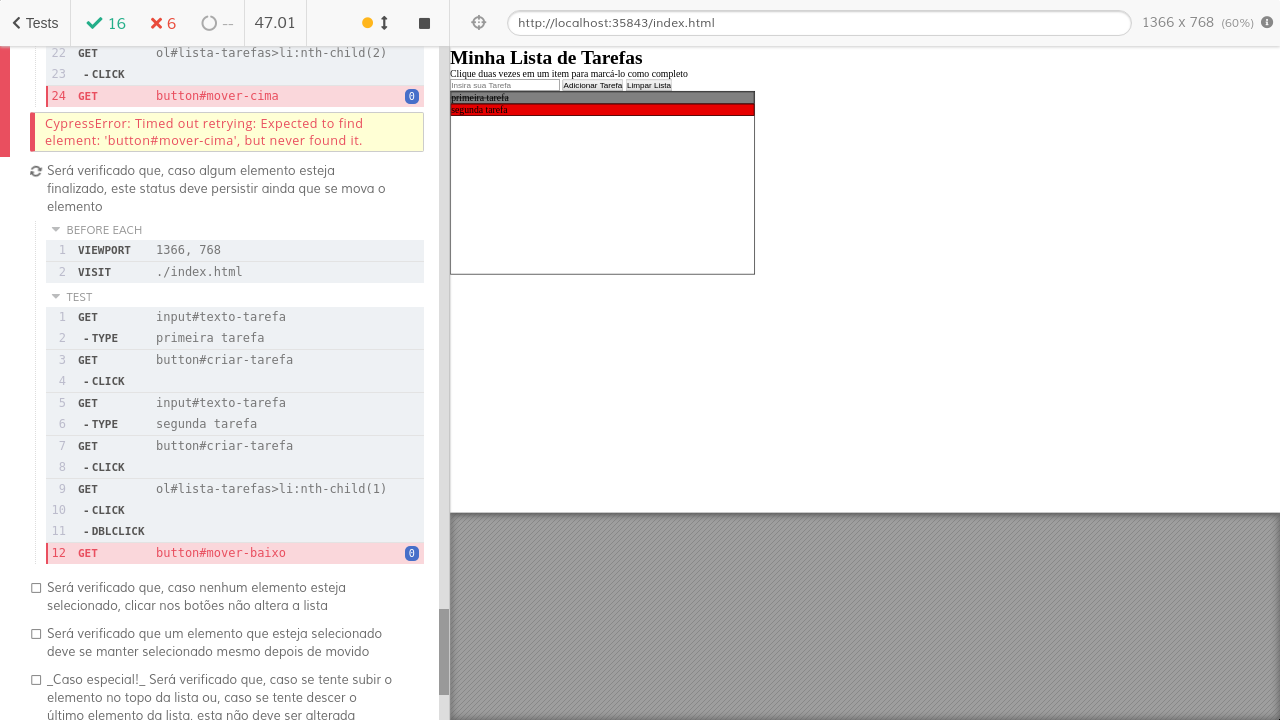 Tests
16
6
--
47.01
http://localhost:35843/index.html
1366 x 768 (60%)
22 GET ol#lista-tarefas>li:nth-child(2)
23 - CLICK
24 GET button#mover-cima 0
CypressError: Timed out retrying: Expected to find
element: 'button#mover-cima', but never found it.
Será verificado que, caso algum elemento esteja
finalizado, este status deve persistir ainda que se mova o
elemento
BEFORE EACH
1 VIEWPORT 1366, 768
2 VISIT ./index.html
TEST
1 GET input#texto-tarefa
2 - TYPE primeira tarefa
3 GET button#criar-tarefa
4 - CLICK
5 GET input#texto-tarefa
6 - TYPE segunda tarefa
7 GET button#criar-tarefa
8 - CLICK
9 GET ol#lista-tarefas>li:nth-child(1)
10 - CLICK
11 - DBLCLICK
12 GET button#mover-baixo 0
Será verificado que, caso nenhum elemento esteja
selecionado, clicar nos botões não altera a lista
Será verificado que um elemento que esteja selecionado
deve se manter selecionado mesmo depois de movido
_Caso especial!_ Será verificado que, caso se tente subir o
elemento no topo da lista ou, caso se tente descer o
último elemento da lista, esta não deve ser alterada
Minha Lista de Tarefas
Clique duas vezes em um item para marcá-lo como completo
Insira sua Tarefa Adicionar Tarefa Limpar Lista
primeira tarefa
segunda tarefa